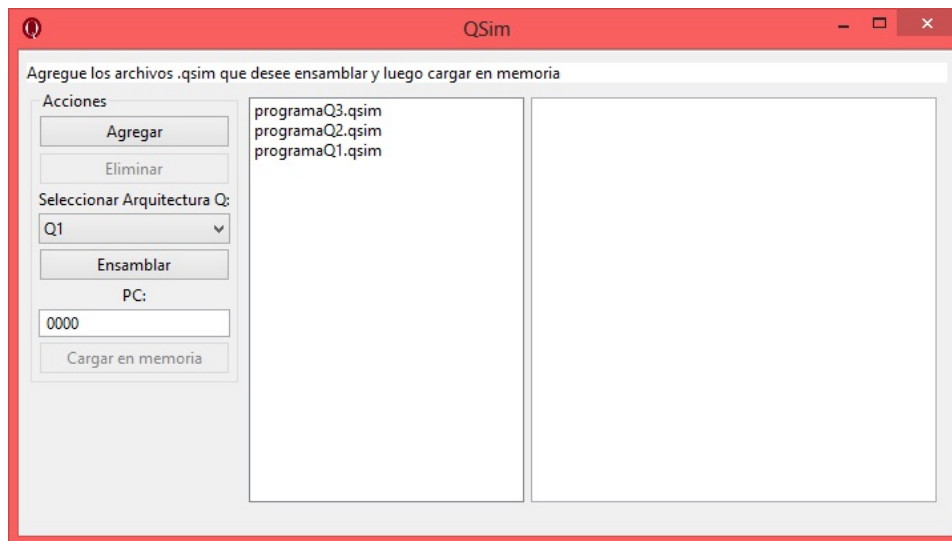 QSim
Agregue los archivos .qsim que desee ensamblar y luego cargar en memoria
Acciones
Agregar
Eliminar
Seleccionar Arquitectura Q:
Q1
Ensamblar
PC:
0000
Cargar en memoria
programaQ3.qsim
programaQ2.qsim
programaQ1.qsim